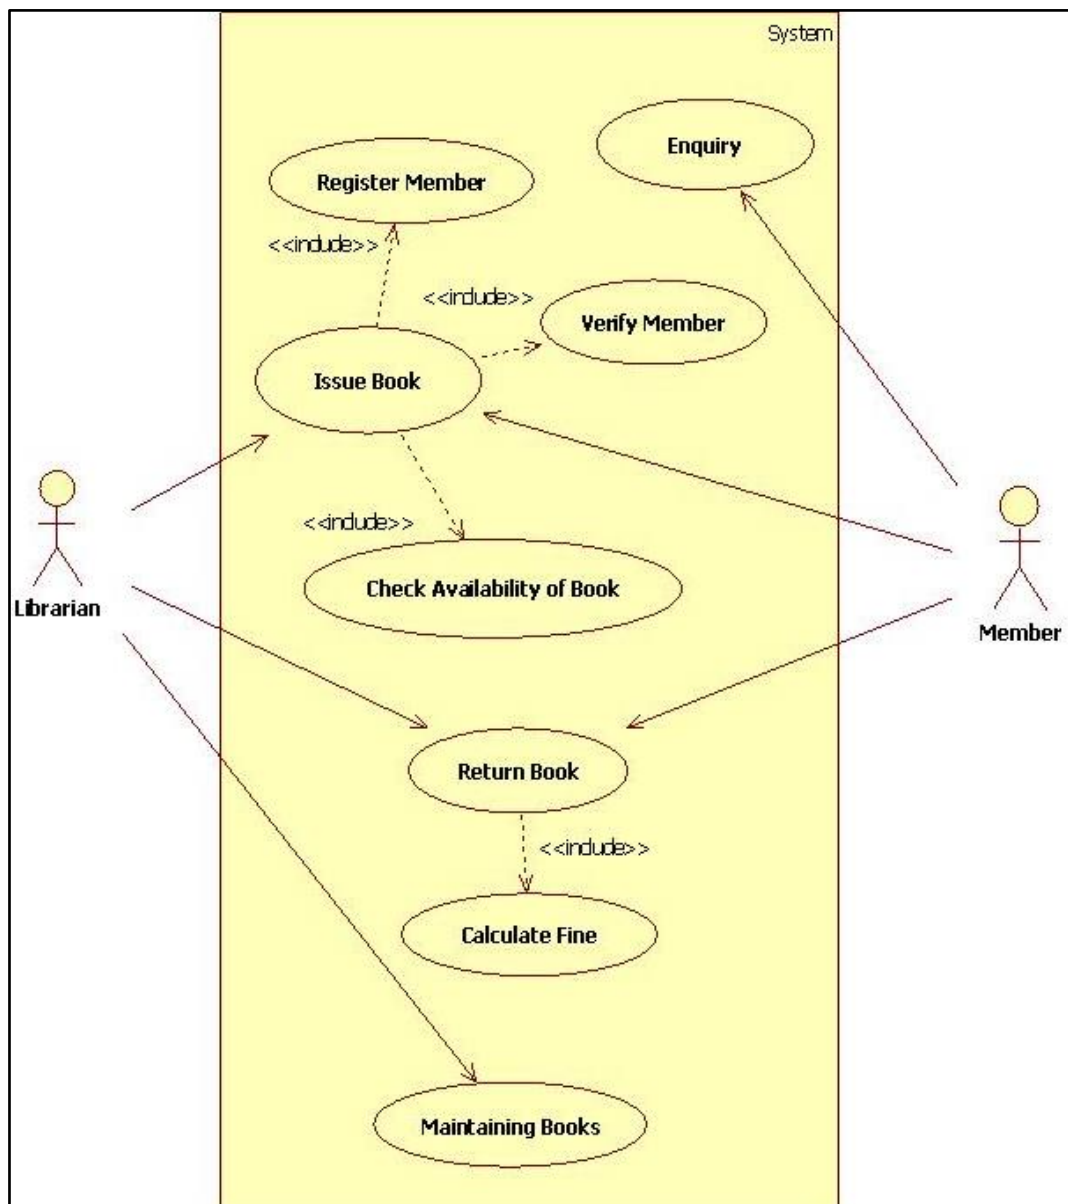 System
Enquiry
Register Member
<<include>>
<<include>>
Verify Member
Issue Book
<<include>>
Check Availability of Book
Librarian
Member
Return Book
<<include>>
Calculate Fine
Maintaining Books